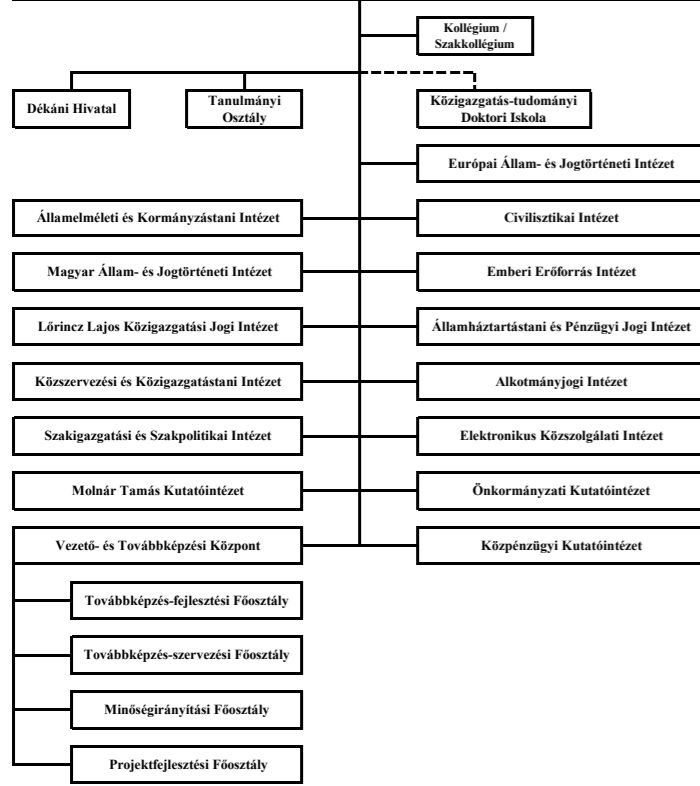 Kollégium /
Szakkollégium
Dékáni Hivatal
Tanulmányi
Osztály
Közigazgatás-tudományi
Doktori Iskola
Európai Állam- és Jogtörténeti Intézet
Államelméleti és Kormányzástani Intézet
Civilisztikai Intézet
Magyar Állam- és Jogtörténeti Intézet
Emberi Erőforrás Intézet
Lőrincz Lajos Közigazgatási Jogi Intézet
Államháztartástani és Pénzügyi Jogi Intézet
Közszervezési és Közigazgatástani Intézet
Alkotmányjogi Intézet
Szakigazgatási és Szakpolitikai Intézet
Elektronikus Közszolgálati Intézet
Molnár Tamás Kutatóintézet
Önkormányzati Kutatóintézet
Vezető- és Továbbképzési Központ
Közpénzügyi Kutatóintézet
Továbbképzés-fejlesztési Főosztály
Továbbképzés-szervezési Főosztály
Minőségirányítási Főosztály
Projektfejlesztési Főosztály